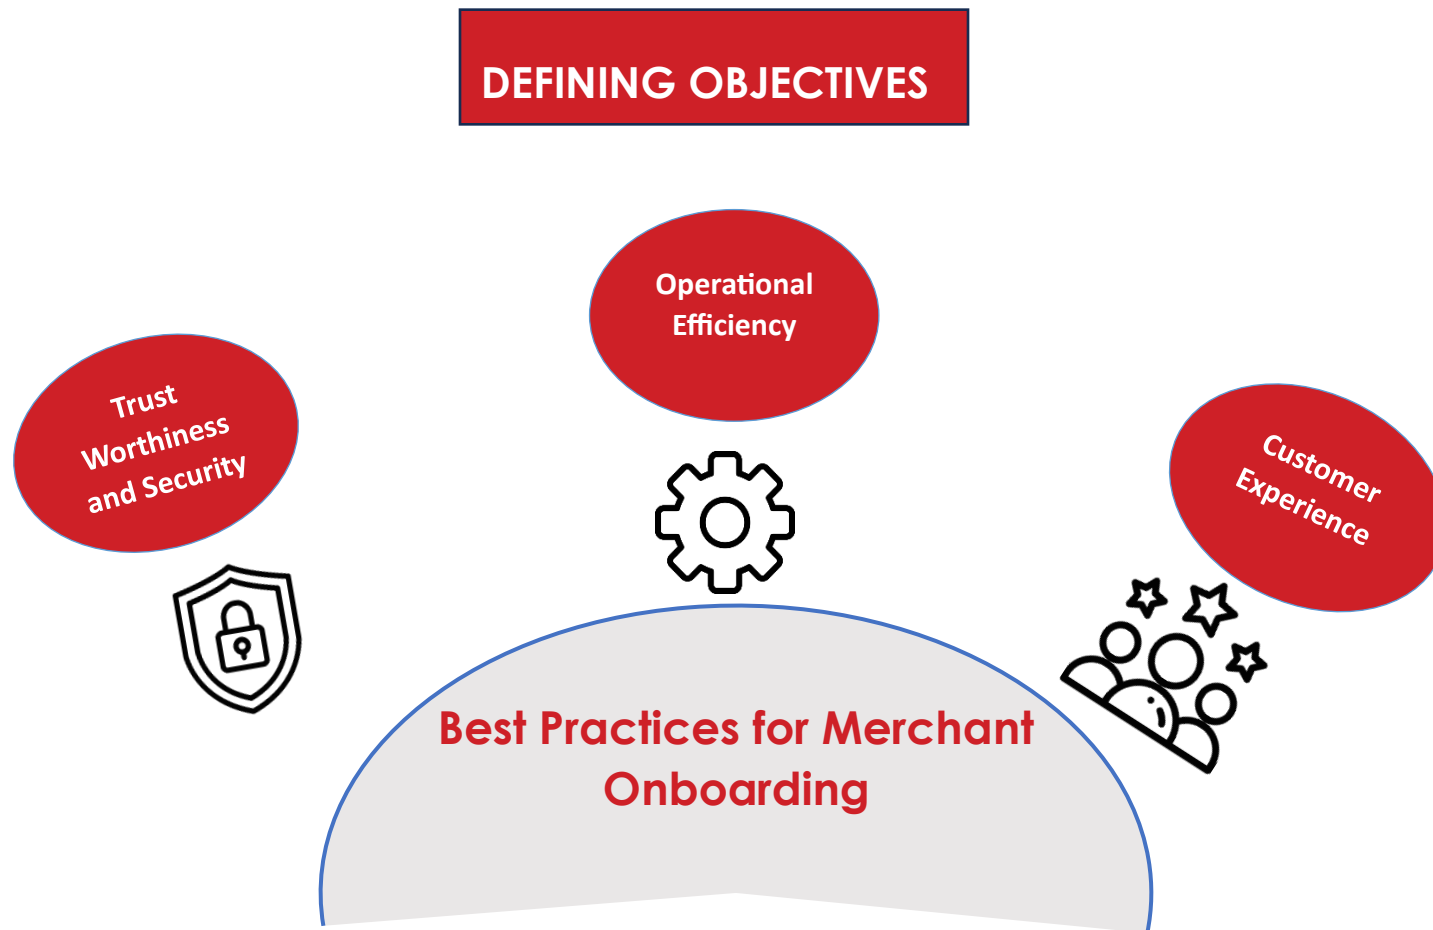 DEFINING OBJECTIVES
Operational
Efficiency
Trust
Worthiness
and Security
Customer
Experience
Best Practices for Merchant
Onboarding